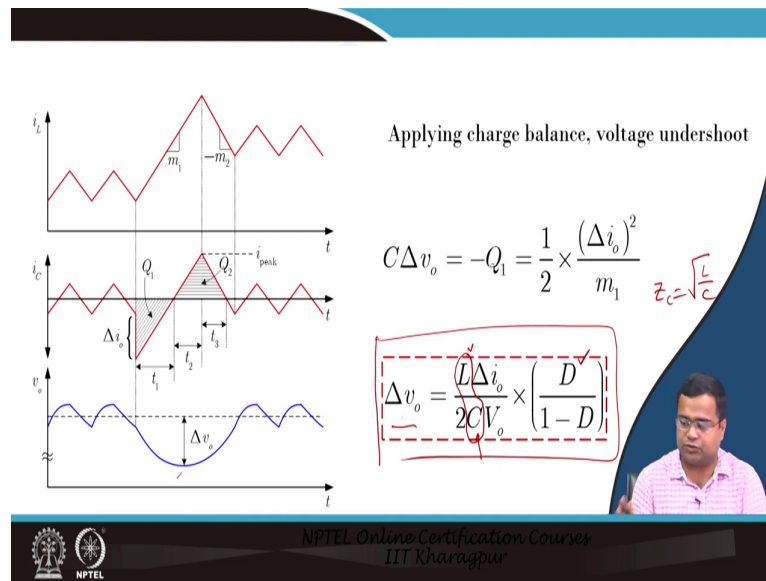 Applying charge balance, voltage undershoot
i_L
m_1
-m_2
t
CΔv_o = -Q_1 = 1/2 × (Δi_o)^2 / m_1
Z_c = √(L/C)
i_C
Q_1
Q_2
i_peak
Δi_o
t
t_1
t_2
t_3
Δv_o = LΔi_o / 2CV_o × (D / 1 - D)
v_o
Δv_o
t
NPTEL Online Certification Courses
IIT Kharagpur
NPTEL